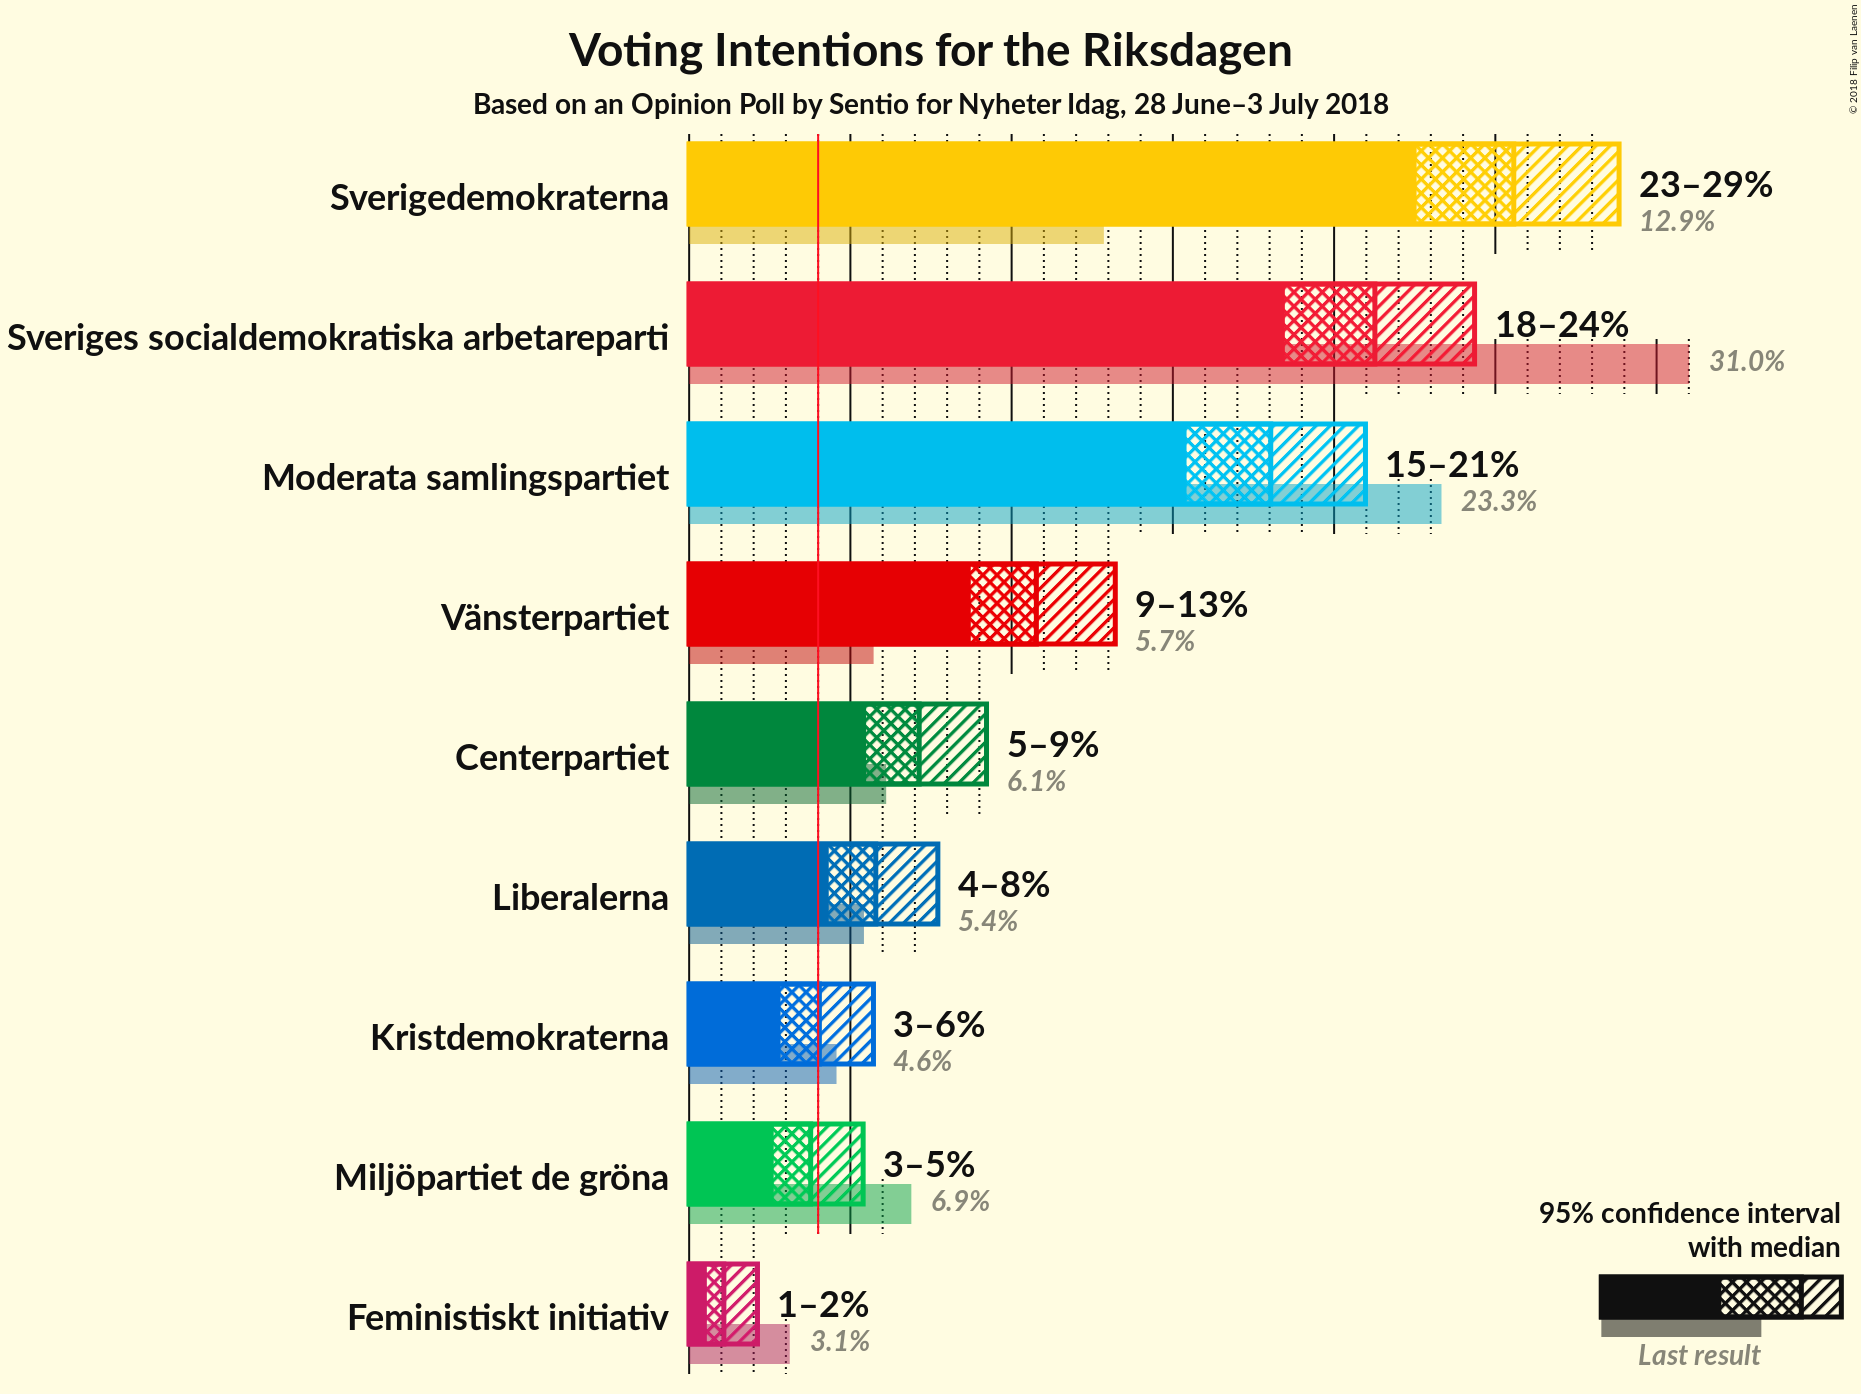 Voting Intentions for the Riksdagen
Based on an Opinion Poll by Sentio for Nyheter Idag, 28 June–3 July 2018
© 2018 Filip van Laenen
Sverigedemokraterna
23–29%
12.9%
Sveriges socialdemokratiska arbetareparti
18–24%
31.0%
Moderata samlingspartiet
15–21%
23.3%
Vänsterpartiet
9–13%
5.7%
Centerpartiet
5–9%
6.1%
Liberalerna
4–8%
5.4%
Kristdemokraterna
3–6%
4.6%
Miljöpartiet de gröna
3–5%
6.9%
Feministiskt initiativ
1–2%
3.1%
95% confidence interval
with median
Last result